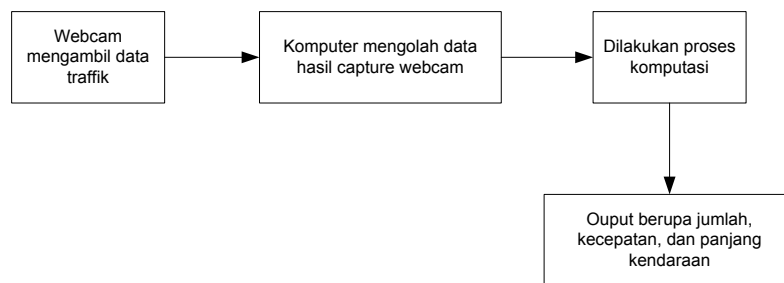 Webcam
mengambil data
traffik
Komputer mengolah data
hasil capture webcam
Dilakukan proses
komputasi
Ouput berupa jumlah,
kecepatan, dan panjang
kendaraan